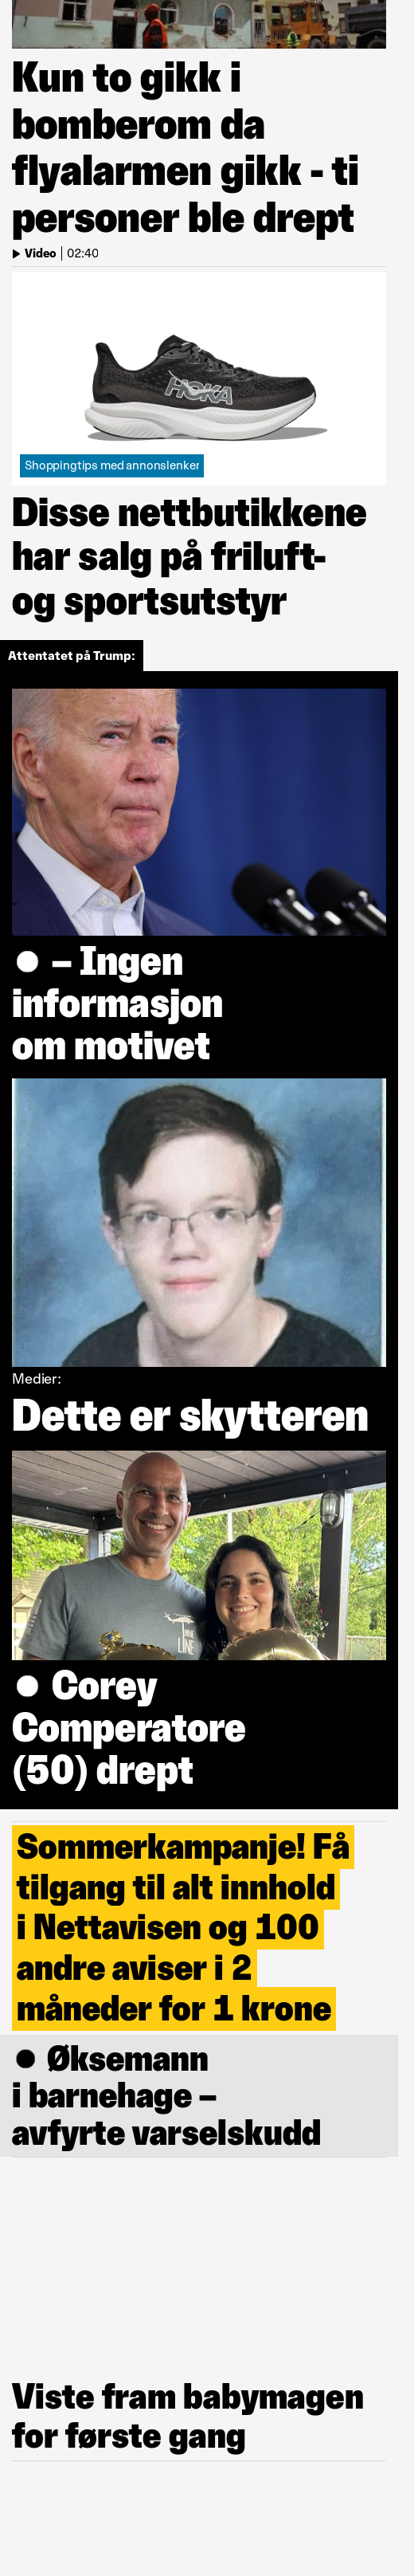 Kun to gikk i
bomberom da
flyalarmen gikk - ti
personer ble drept
Video | 02:40
HOKA
Shoppingtips med annonslenker
Disse nettbutikkene
har salg på friluft-
og sportsutstyr
Attentatet på Trump:
– Ingen
informasjon
om motivet
Medier:
Dette er skytteren
LINE
Corey
Comperatore
(50) drept
Sommerkampanje! Få
tilgang til alt innhold
i Nettavisen og 100
andre aviser i 2
måneder for 1 krone
Øksemann
i barnehage –
avfyrte varselskudd
Viste fram babymagen
for første gang